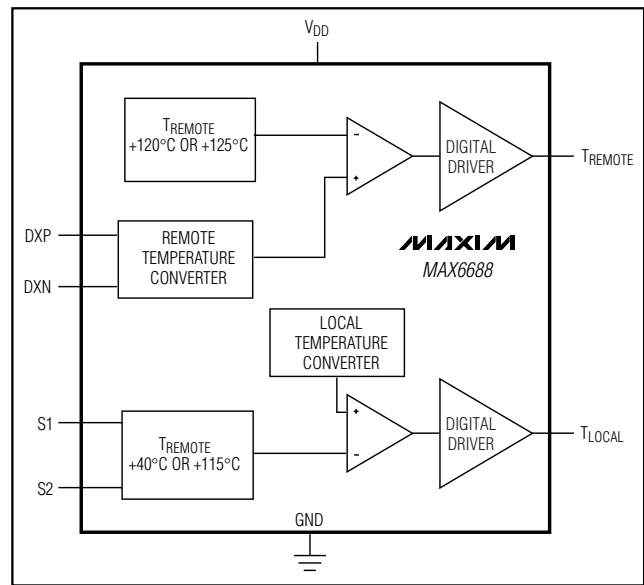 VDD
TREMOTE
+120°C OR +125°C
-
+
DIGITAL
DRIVER
TREMOTE
DXP
DXN
REMOTE
TEMPERATURE
CONVERTER
MAXIM
MAX6688
LOCAL
TEMPERATURE
CONVERTER
S1
S2
TREMOTE
+40°C OR +115°C
+
-
DIGITAL
DRIVER
TLOCAL
GND